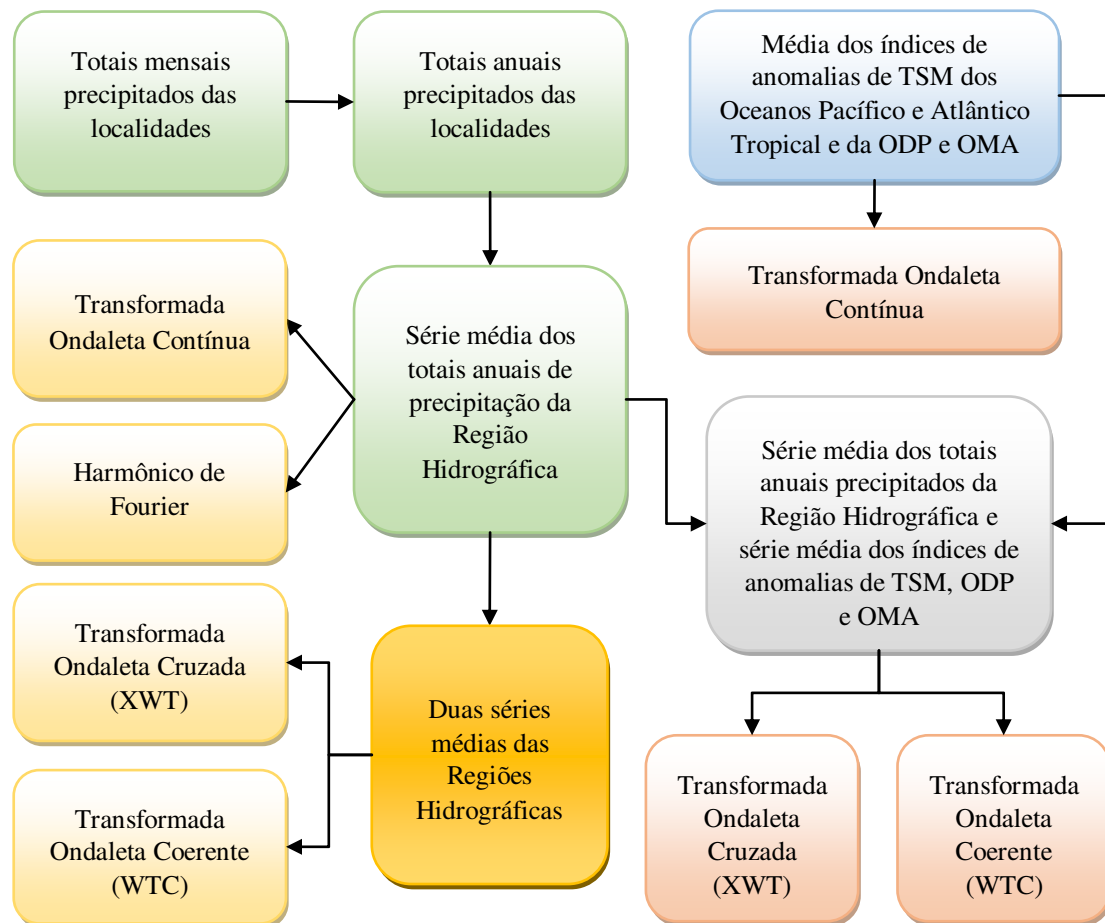 Totais mensais
precipitados das
localidades
Totais anuais
precipitados das
localidades
Média dos índices de
anomalias de TSM dos
Oceanos Pacífico e Atlântico
Tropical e da ODP e OMA
Transformada
Ondaleta Contínua
Série média dos
totais anuais de
precipitação da
Região
Hidrográfica
Transformada Ondaleta
Contínua
Harmônico de
Fourier
Série média dos totais
anuais precipitados da
Região Hidrográfica e
série média dos índices de
anomalias de TSM, ODP
e OMA
Transformada
Ondaleta Cruzada
(XWT)
Duas séries
médias das
Regiões
Hidrográficas
Transformada
Ondaleta Coerente
(WTC)
Transformada
Ondaleta
Cruzada
(XWT)
Transformada
Ondaleta
Coerente
(WTC)